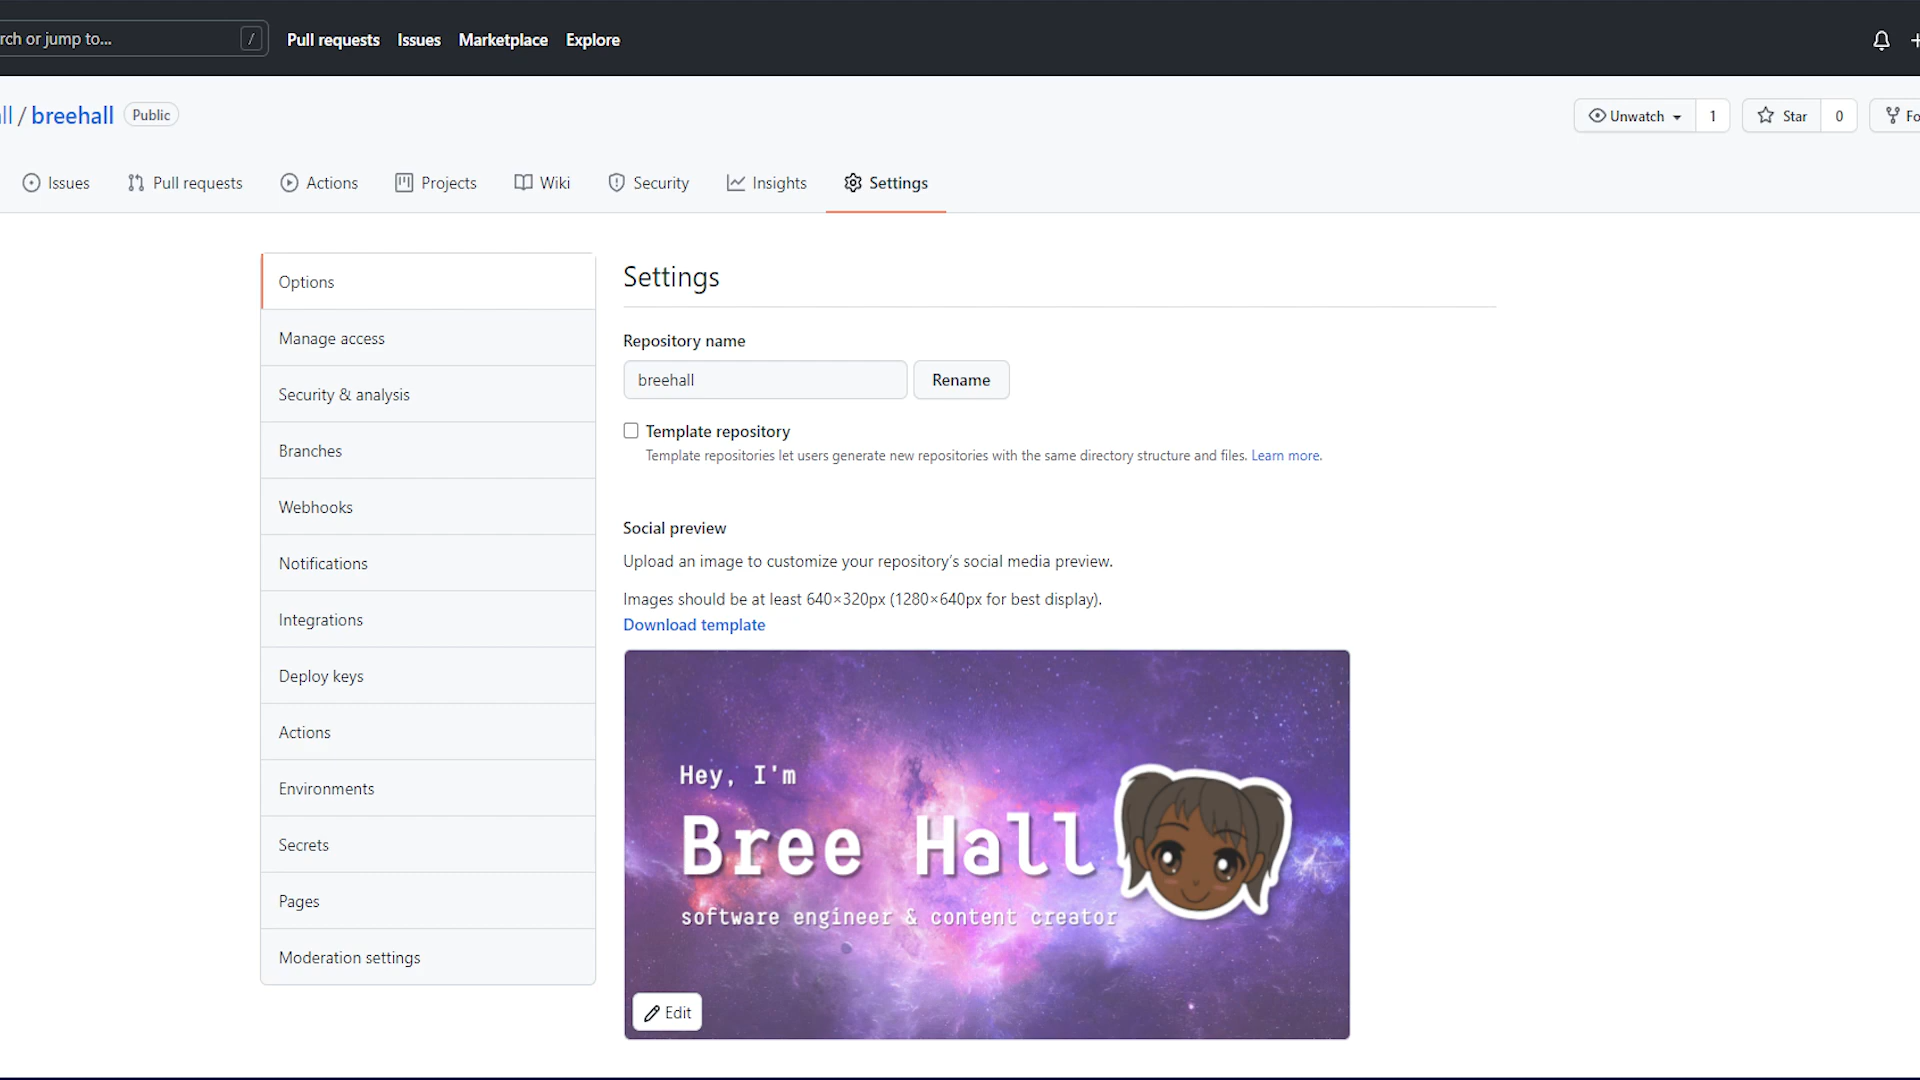 rch or jump to... /
Pull requests Issues Marketplace Explore
ll / breehall Public
Unwatch 1 Star 0 Fo
Issues Pull requests Actions Projects Wiki Security Insights Settings
Options
Manage access
Security & analysis
Branches
Webhooks
Notifications
Integrations
Deploy keys
Actions
Environments
Secrets
Pages
Moderation settings
Settings
Repository name
breehall Rename
Template repository
Template repositories let users generate new repositories with the same directory structure and files. Learn more.
Social preview
Upload an image to customize your repository's social media preview.
Images should be at least 640×320px (1280×640px for best display).
Download template
Hey, I'm
Bree Hall
software engineer & content creator
Edit